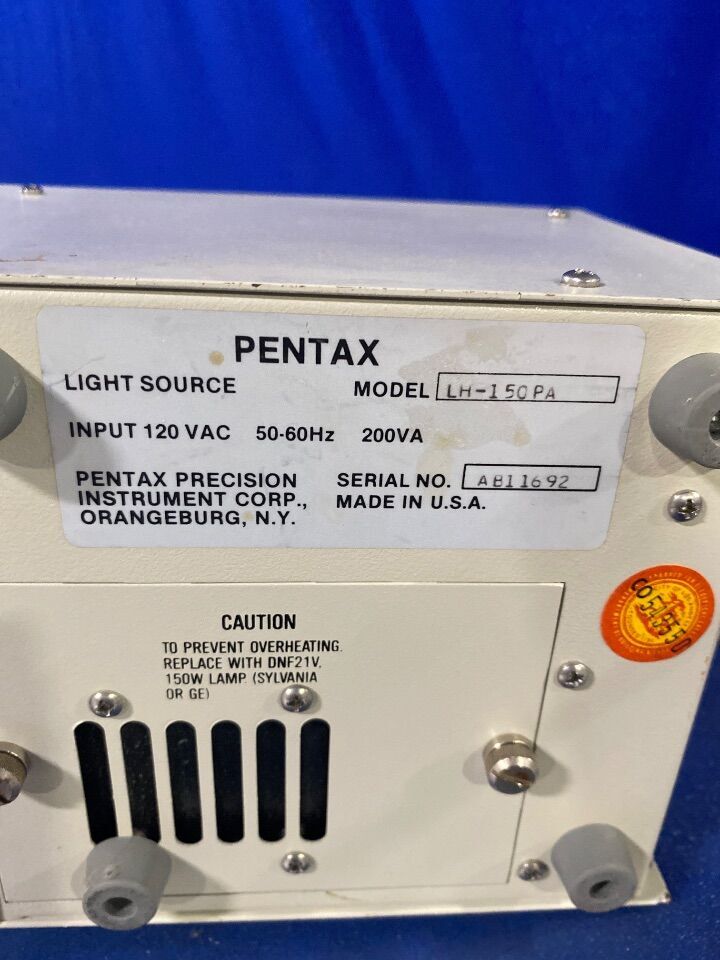 PENTAX
LIGHT SOURCE MODEL LH-150PA
INPUT 120 VAC 50-60Hz 200VA
PENTAX PRECISION SERIAL NO. AB11692
INSTRUMENT CORP., MADE IN U.S.A.
ORANGEBURG, N.Y.
CAUTION
TO PREVENT OVERHEATING.
REPLACE WITH DNF21V,
150W LAMP. (SYLVANIA
OR GE)